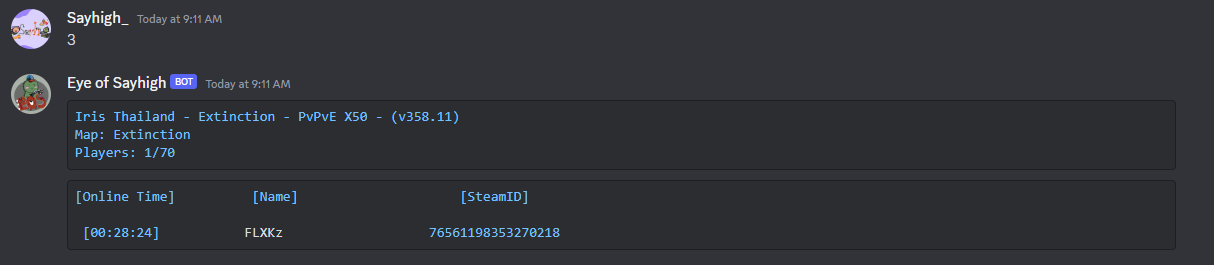 Sayhigh_ Today at 9:11 AM
3
Eye of Sayhigh BOT Today at 9:11 AM
Iris Thailand - Extinction - PvPvE X50 - (v358.11)
Map: Extinction
Players: 1/70
[Online Time] [Name] [SteamID]
[00:28:24] FLXKz 76561198353270218